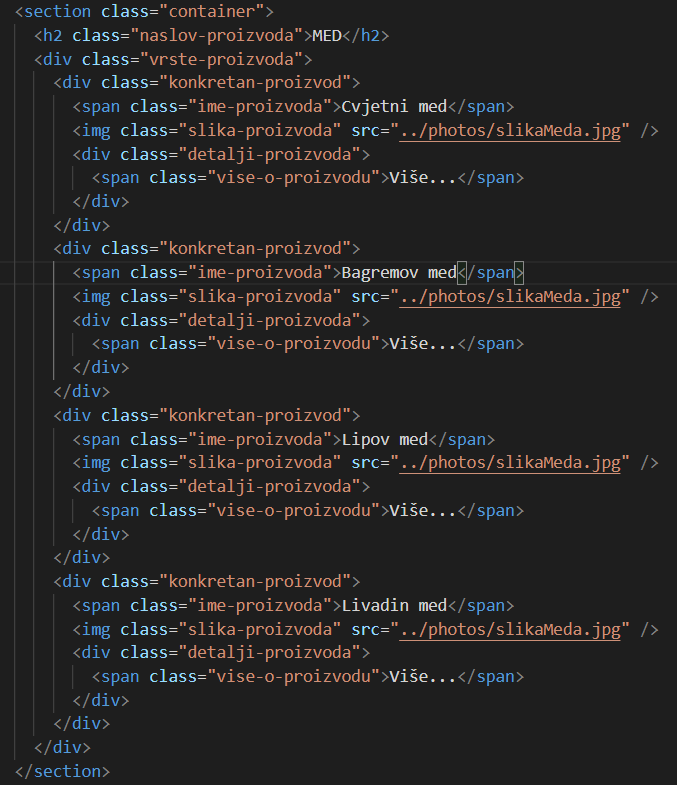 <section class="container">
<h2 class="naslov-proizvoda">MED</h2>
<div class="vrste-proizvoda">
<div class="konkretan-proizvod">
<span class="ime-proizvoda">Cvjetni med</span>
<img class="slika-proizvoda" src="../photos/slikaMeda.jpg" />
<div class="detalji-proizvoda">
<span class="vise-o-proizvodu">Više...</span>
</div>
</div>
<div class="konkretan-proizvod">
<span class="ime-proizvoda">Bagremov med</span>
<img class="slika-proizvoda" src="../photos/slikaMeda.jpg" />
<div class="detalji-proizvoda">
<span class="vise-o-proizvodu">Više...</span>
</div>
</div>
<div class="konkretan-proizvod">
<span class="ime-proizvoda">Lipov med</span>
<img class="slika-proizvoda" src="../photos/slikaMeda.jpg" />
<div class="detalji-proizvoda">
<span class="vise-o-proizvodu">Više...</span>
</div>
</div>
<div class="konkretan-proizvod">
<span class="ime-proizvoda">Livadin med</span>
<img class="slika-proizvoda" src="../photos/slikaMeda.jpg" />
<div class="detalji-proizvoda">
<span class="vise-o-proizvodu">Više...</span>
</div>
</div>
</div>
</section>